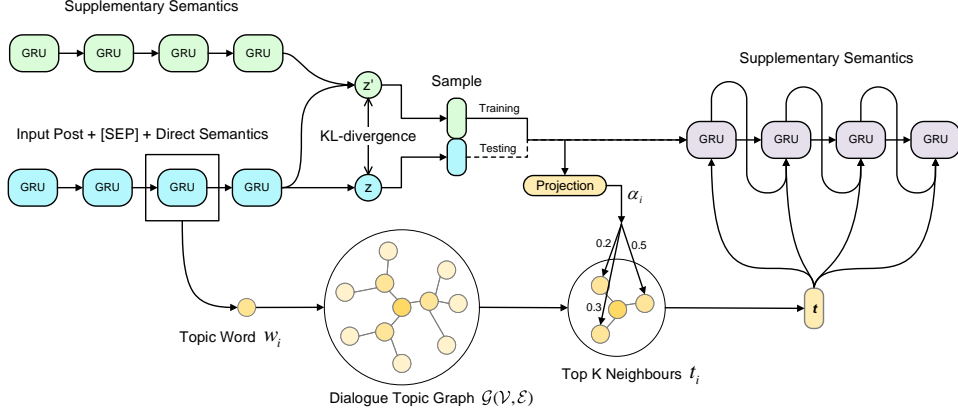 Supplementary Semantics
GRU GRU GRU GRU
z'
Sample
Supplementary Semantics
Training
Input Post + [SEP] + Direct Semantics
KL-divergence
Testing
GRU GRU GRU GRU
GRU GRU GRU GRU
z
Projection
α_i
0.2
0.5
0.3
t
Topic Word w_i
Top K Neighbours t_i
Dialogue Topic Graph 𝒢(𝒱,ℰ)